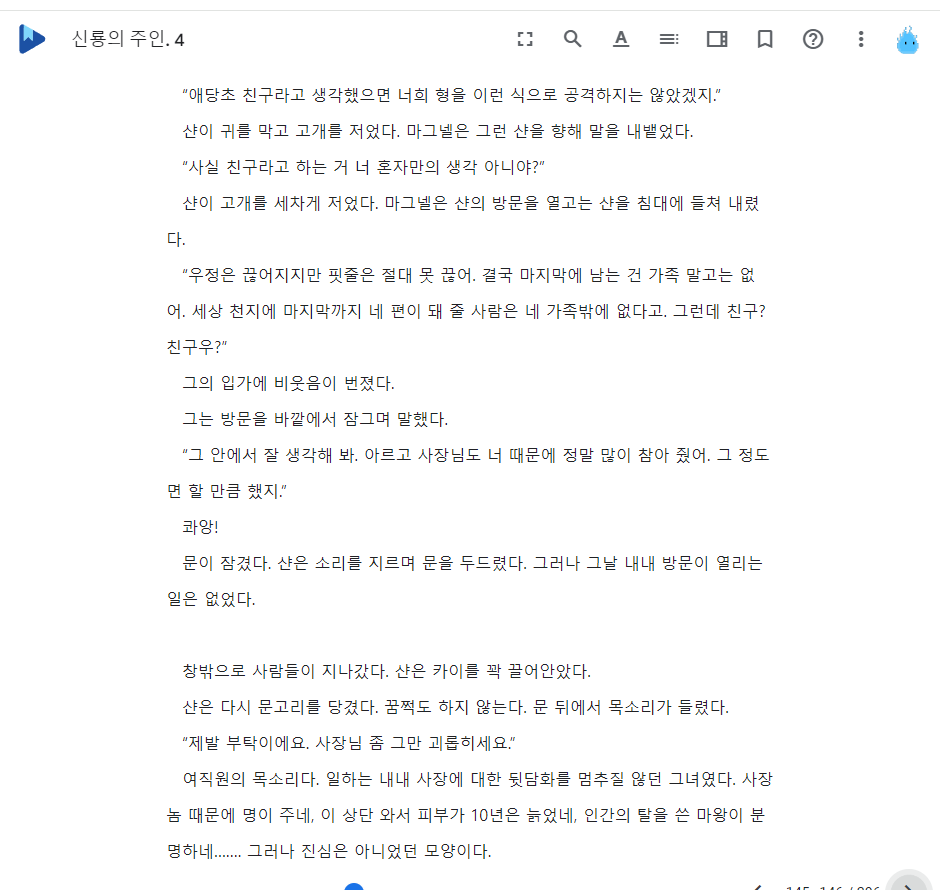 신룡의 주인. 4
“애당초 친구라고 생각했으면 너희 형을 이런 식으로 공격하지는 않았겠지.”
샨이 귀를 막고 고개를 저었다. 마그넬은 그런 샨을 향해 말을 내뱉었다.
“사실 친구라고 하는 거 너 혼자만의 생각 아니야?”
샨이 고개를 세차게 저었다. 마그넬은 샨의 방문을 열고는 샨을 침대에 들쳐 내렸
다.
“우정은 끊어지지만 핏줄은 절대 못 끊어. 결국 마지막에 남는 건 가족 말고는 없
어. 세상 천지에 마지막까지 네 편이 돼 줄 사람은 네 가족밖에 없다고. 그런데 친구?
친구우?”
그의 입가에 비웃음이 번졌다.
그는 방문을 바깥에서 잠그며 말했다.
“그 안에서 잘 생각해 봐. 아르고 사장님도 너 때문에 정말 많이 참아 줬어. 그 정도
면 할 만큼 했지.”
콰앙!
문이 잠겼다. 샨은 소리를 지르며 문을 두드렸다. 그러나 그날 내내 방문이 열리는
일은 없었다.
창밖으로 사람들이 지나갔다. 샨은 카이를 꽉 끌어안았다.
샨은 다시 문고리를 당겼다. 꿈쩍도 하지 않는다. 문 뒤에서 목소리가 들렸다.
“제발 부탁이에요. 사장님 좀 그만 괴롭히세요.”
여직원의 목소리다. 일하는 내내 사장에 대한 뒷담화를 멈추질 않던 그녀였다. 사장
놈 때문에 명이 주네, 이 상단 와서 피부가 10년은 늙었네, 인간의 탈을 쓴 마왕이 분
명하네....... 그러나 진심은 아니었던 모양이다.